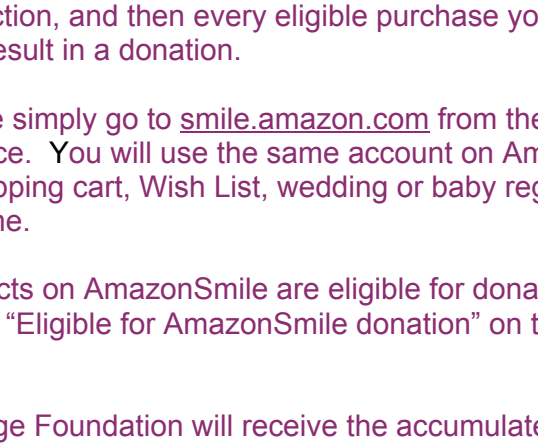 ction, and then every eligible purchase yo
esult in a donation.
e simply go to smile.amazon.com from the
ce. You will use the same account on Am
pping cart, Wish List, wedding or baby reg
ne.
cts on AmazonSmile are eligible for dona
“Eligible for AmazonSmile donation” on t
ge Foundation will receive the accumulate